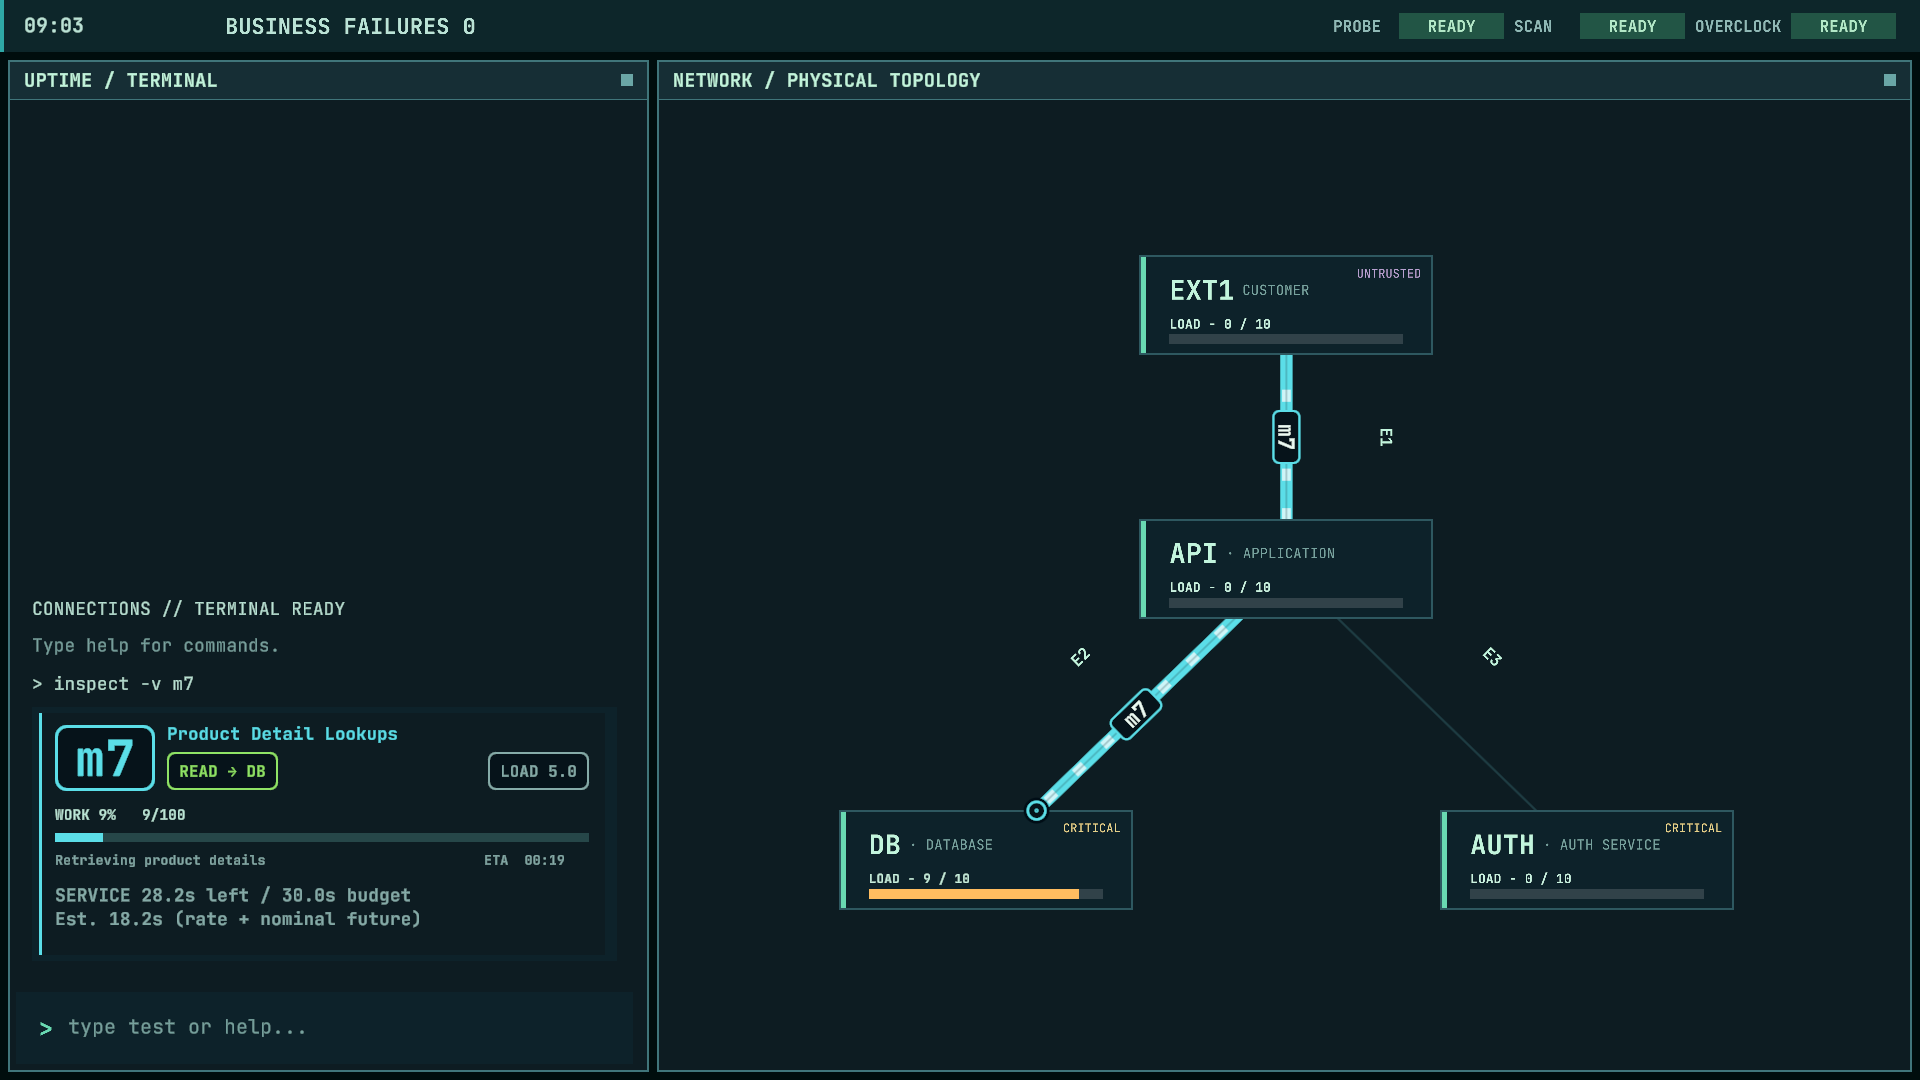 09:03
BUSINESS FAILURES 0
PROBE READY SCAN READY OVERCLOCK READY
UPTIME / TERMINAL
NETWORK / PHYSICAL TOPOLOGY
CONNECTIONS // TERMINAL READY
Type help for commands.
> inspect -v m7
m7
Product Detail Lookups
READ → DB
LOAD 5.0
WORK 9% 9/100
Retrieving product details
ETA 00:19
SERVICE 28.2s left / 30.0s budget
Est. 18.2s (rate + nominal future)
> type test or help...
UNTRUSTED
EXT1 CUSTOMER
LOAD - 0 / 10
m7
E1
API · APPLICATION
LOAD - 0 / 10
E2
E3
m7
CRITICAL
DB · DATABASE
LOAD - 9 / 10
CRITICAL
AUTH · AUTH SERVICE
LOAD - 0 / 10